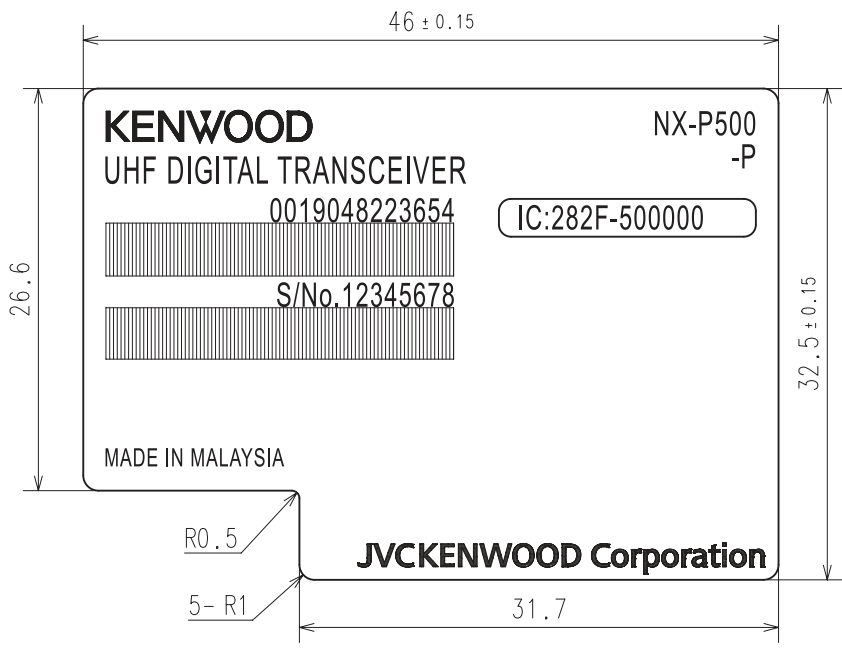 46 ± 0.15
KENWOOD
NX-P500
-P
UHF DIGITAL TRANSCEIVER
0019048223654
IC:282F-500000
26.6
S/No.12345678
32.5 ± 0.15
MADE IN MALAYSIA
R0.5
JVCKENWOOD Corporation
5- R1
31.7